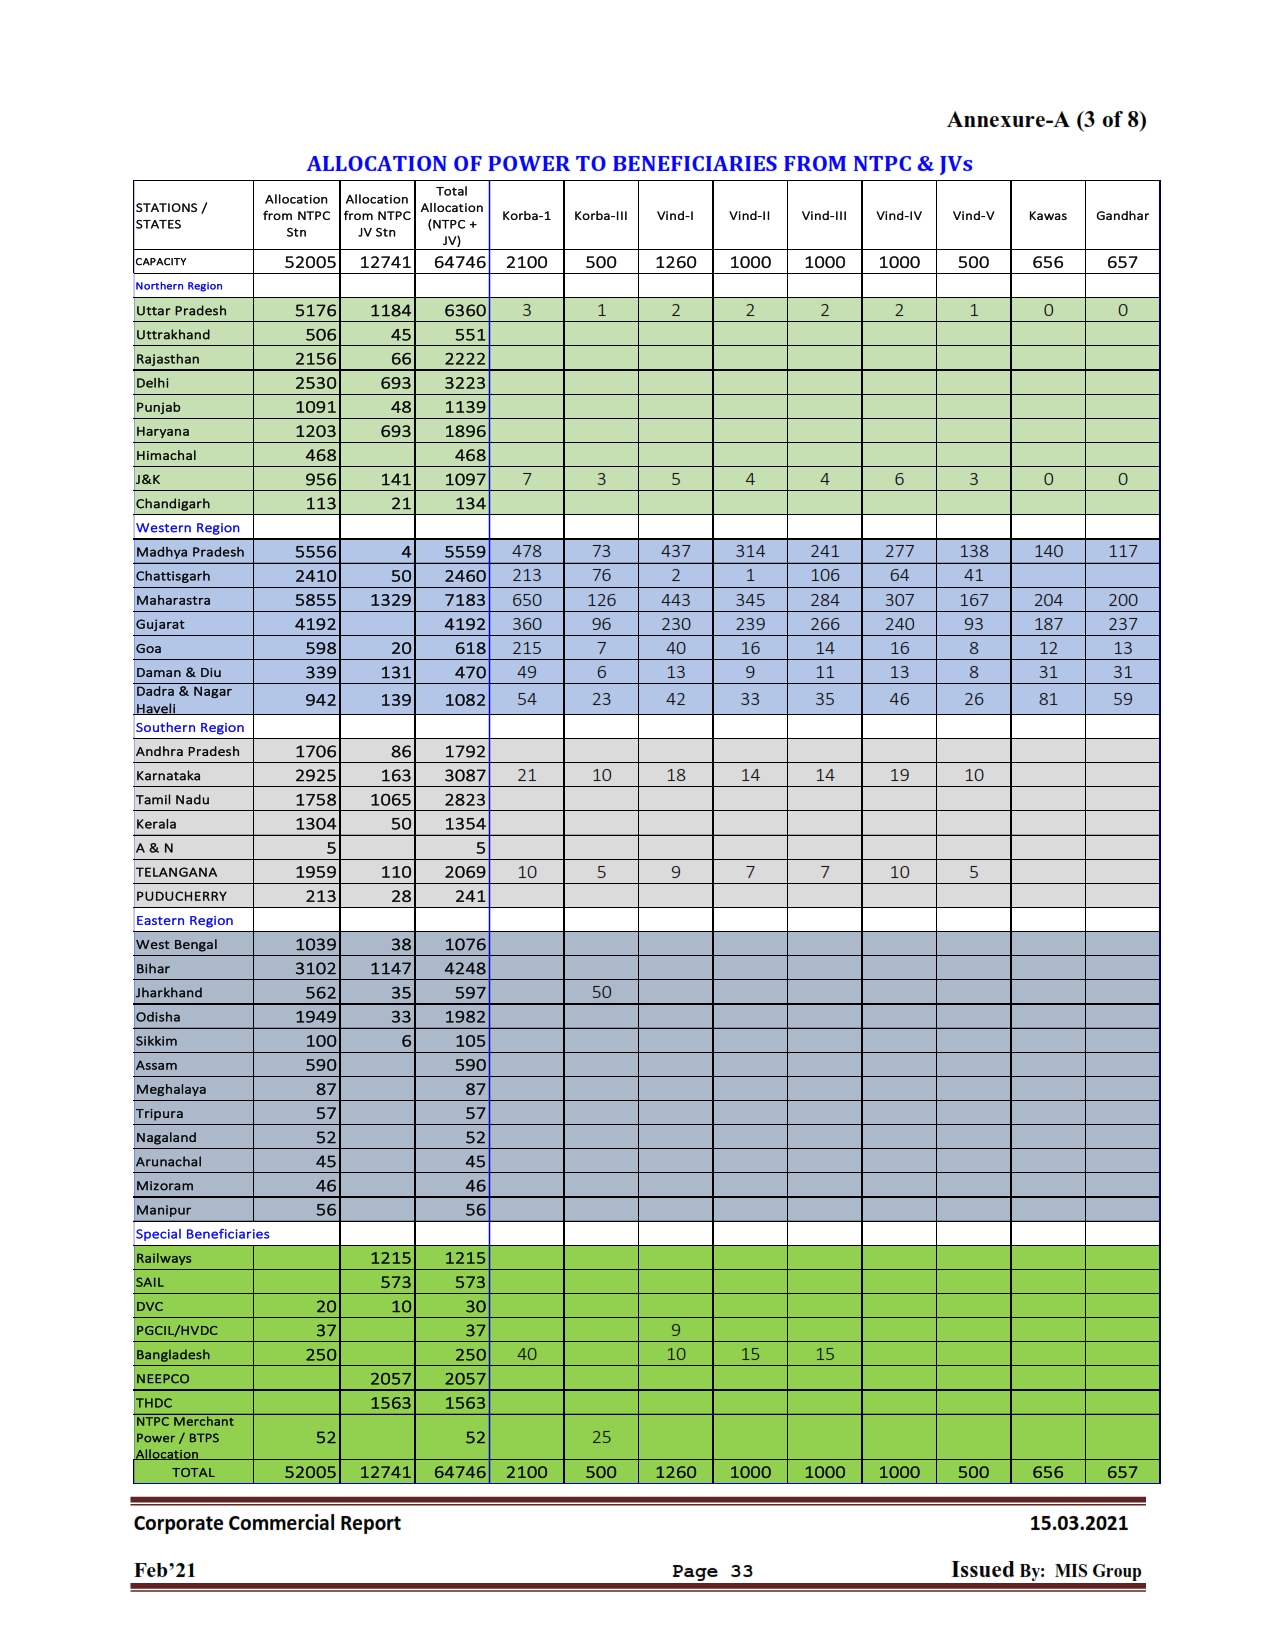 Annexure-A (3 of 8)
ALLOCATION OF POWER TO BENEFICIARIES FROM NTPC & JVs
STATIONS / STATES Allocation from NTPC Stn Allocation from NTPC JV Stn Total Allocation (NTPC + JV) Korba-1 Korba-III Vind-I Vind-II Vind-III Vind-IV Vind-V Kawas Gandhar
CAPACITY 52005 12741 64746 2100 500 1260 1000 1000 1000 500 656 657
Northern Region
Uttar Pradesh 5176 1184 6360 3 1 2 2 2 2 1 0 0
Uttrakhand 506 45 551
Rajasthan 2156 66 2222
Delhi 2530 693 3223
Punjab 1091 48 1139
Haryana 1203 693 1896
Himachal 468 468
J&K 956 141 1097 7 3 5 4 4 6 3 0 0
Chandigarh 113 21 134
Western Region
Madhya Pradesh 5556 4 5559 478 73 437 314 241 277 138 140 117
Chattisgarh 2410 50 2460 213 76 2 1 106 64 41
Maharastra 5855 1329 7183 650 126 443 345 284 307 167 204 200
Gujarat 4192 4192 360 96 230 239 266 240 93 187 237
Goa 598 20 618 215 7 40 16 14 16 8 12 13
Daman & Diu 339 131 470 49 6 13 9 11 13 8 31 31
Dadra & Nagar Haveli 942 139 1082 54 23 42 33 35 46 26 81 59
Southern Region
Andhra Pradesh 1706 86 1792
Karnataka 2925 163 3087 21 10 18 14 14 19 10
Tamil Nadu 1758 1065 2823
Kerala 1304 50 1354
A & N 5 5
TELANGANA 1959 110 2069 10 5 9 7 7 10 5
PUDUCHERRY 213 28 241
Eastern Region
West Bengal 1039 38 1076
Bihar 3102 1147 4248
Jharkhand 562 35 597 50
Odisha 1949 33 1982
Sikkim 100 6 105
Assam 590 590
Meghalaya 87 87
Tripura 57 57
Nagaland 52 52
Arunachal 45 45
Mizoram 46 46
Manipur 56 56
Special Beneficiaries
Railways 1215 1215
SAIL 573 573
DVC 20 10 30
PGCIL/HVDC 37 37 9
Bangladesh 250 250 40 10 15 15
NEEPCO 2057 2057
THDC 1563 1563
NTPC Merchant Power / BTPS Allocation 52 52 25
TOTAL 52005 12741 64746 2100 500 1260 1000 1000 1000 500 656 657
Corporate Commercial Report 15.03.2021
Feb’21 Page 33 Issued By: MIS Group